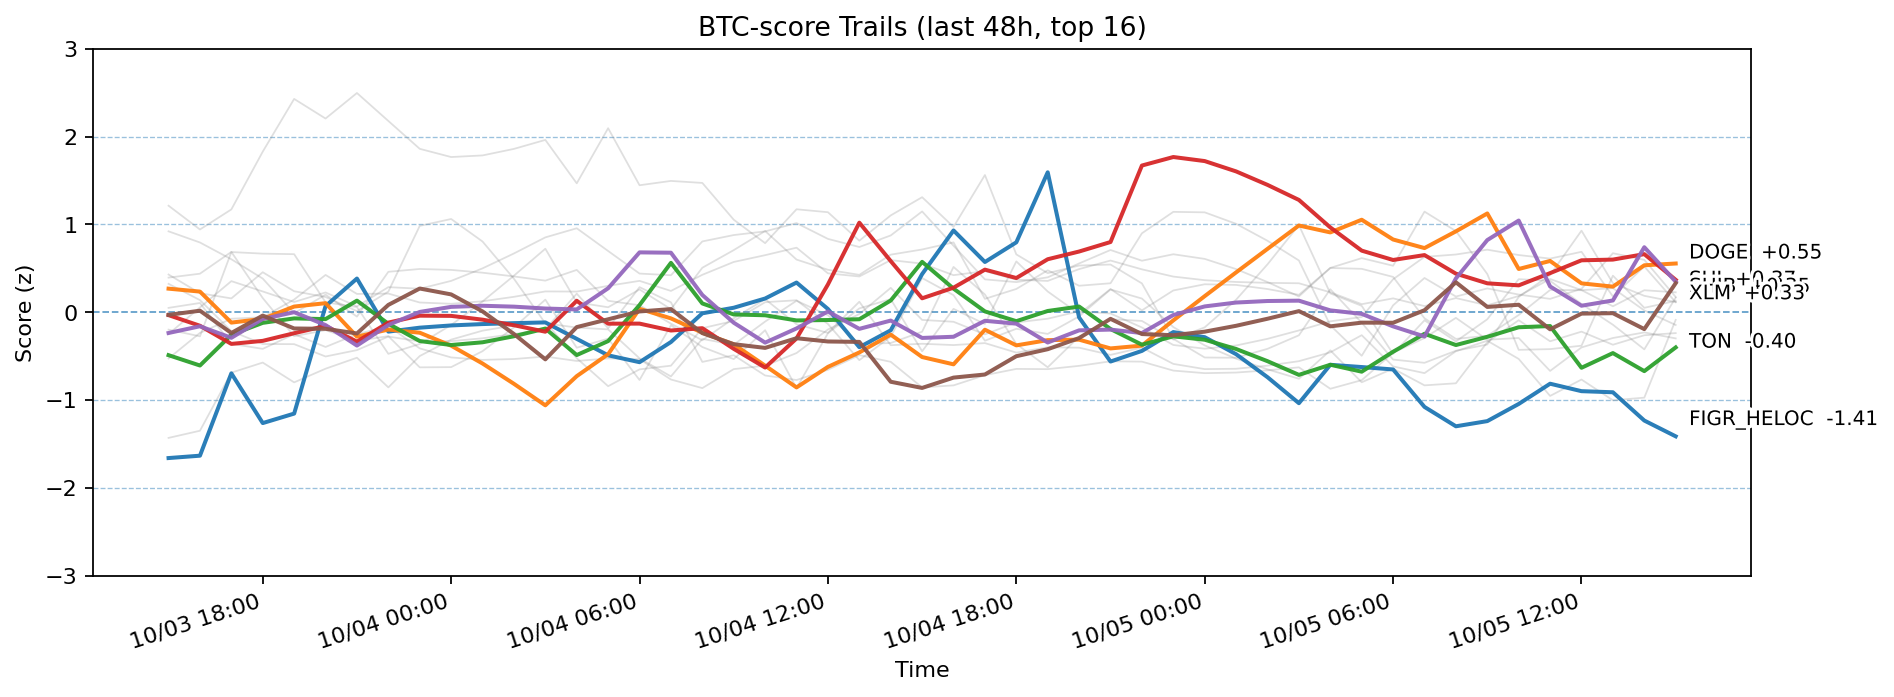 BTC-score Trails (last 48h, top 16)
Score (z)
3
2
1
0
−1
−2
−3
DOGE +0.55
XLM +0.33
TON -0.40
FIGR_HELOC -1.41
10/03 18:00
10/04 00:00
10/04 06:00
10/04 12:00
10/04 18:00
10/05 00:00
10/05 06:00
10/05 12:00
Time